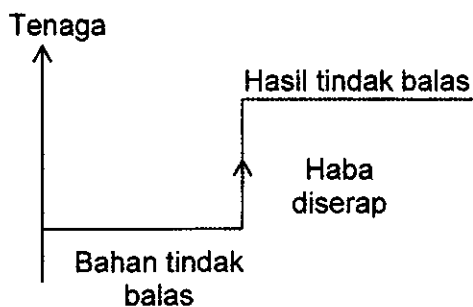 Tenaga
Hasil tindak balas
Haba
diserap
Bahan tindak
balas